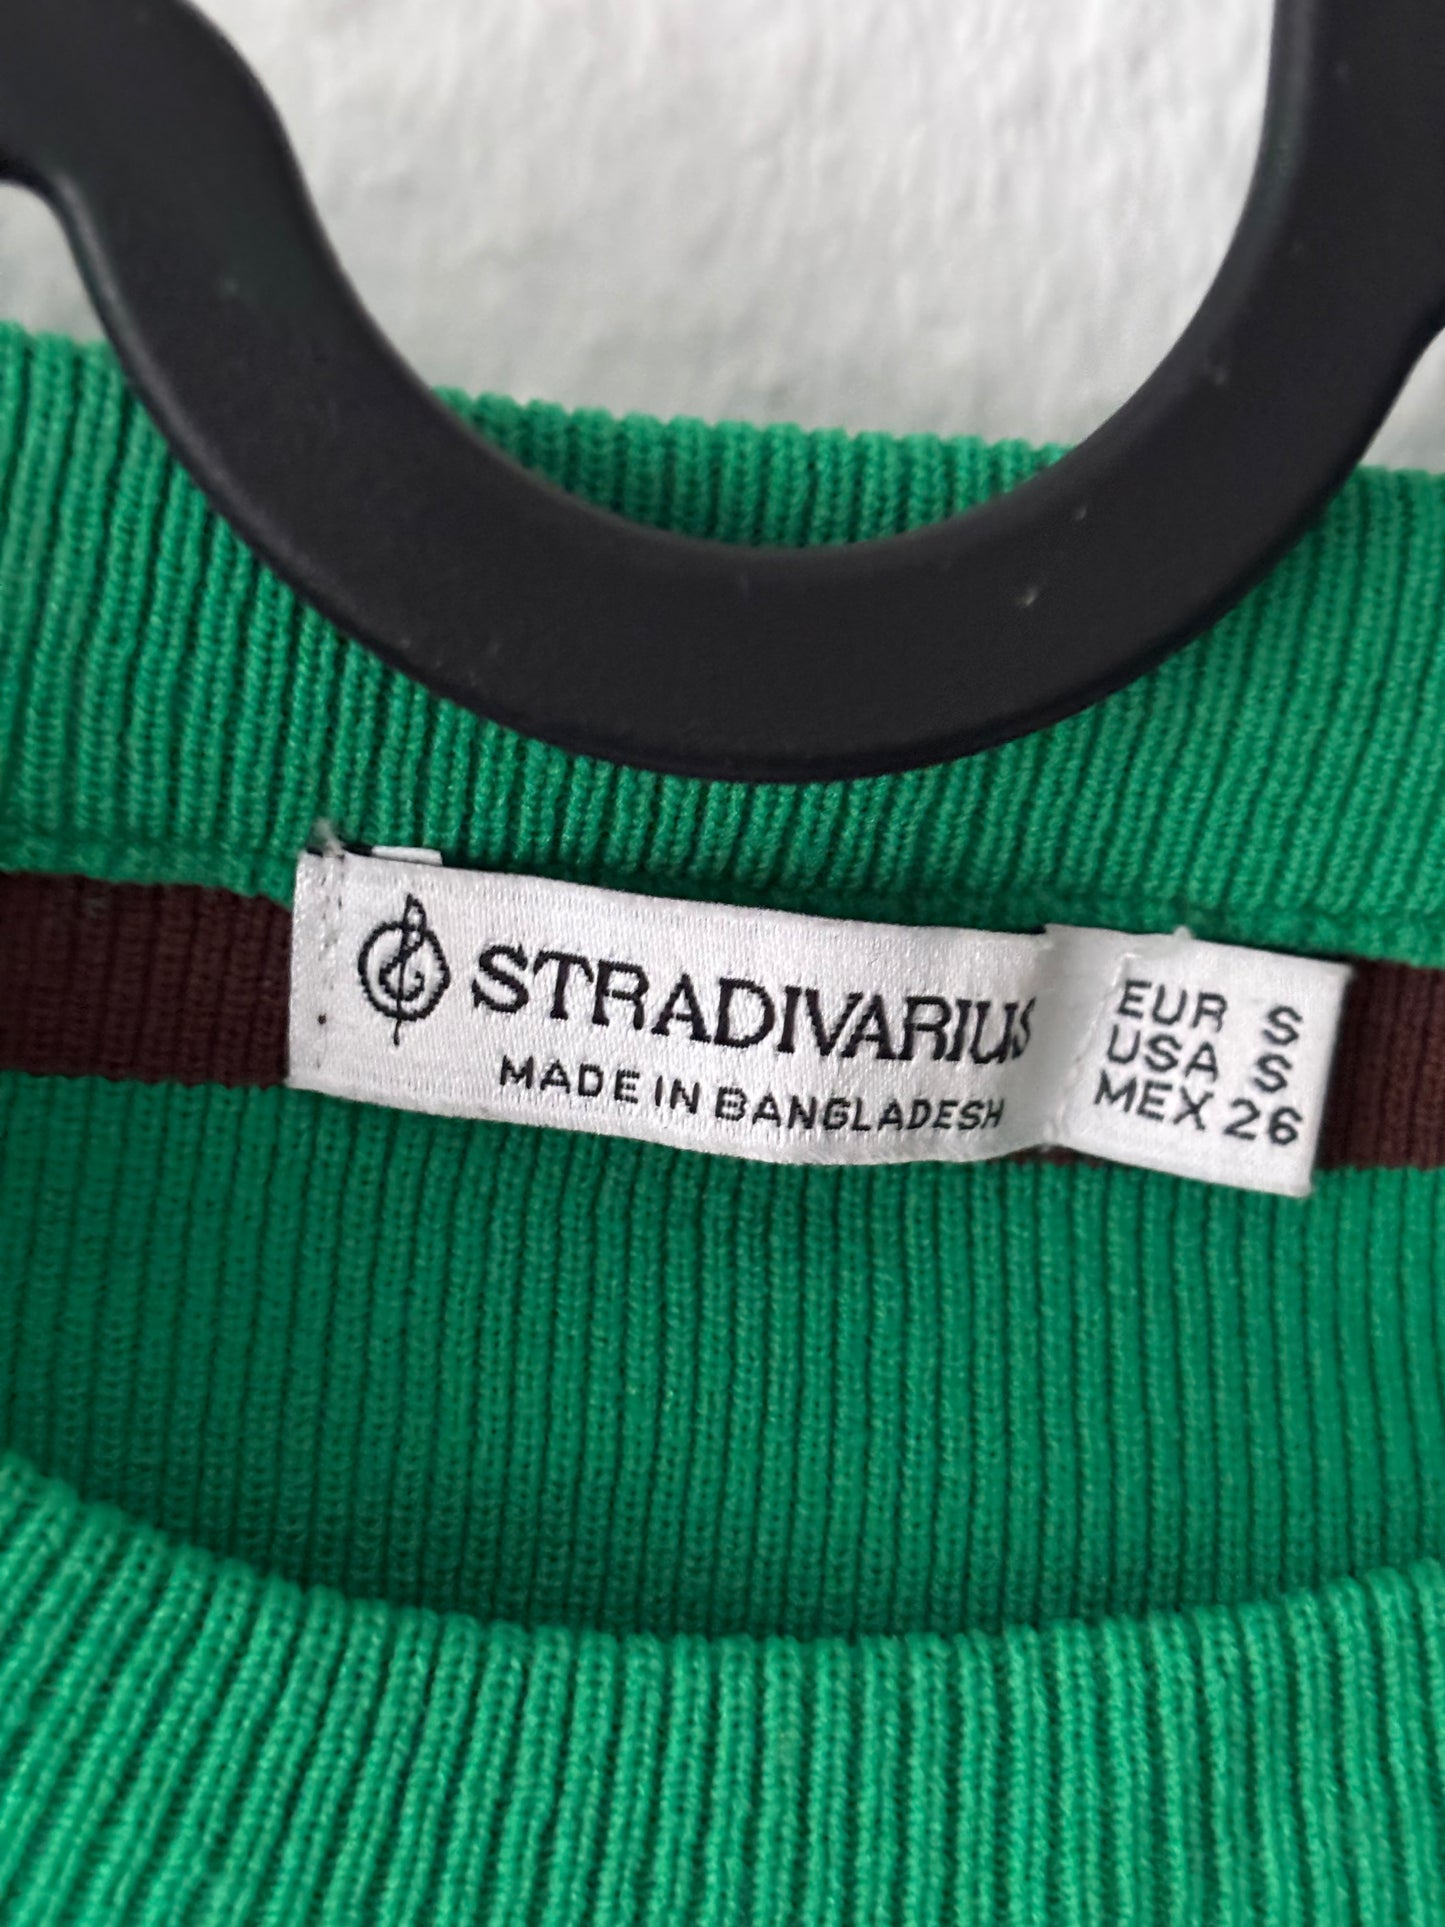 STRADIVARIUS
MADE IN BANGLADESH
EUR S
USA S
MEX 26